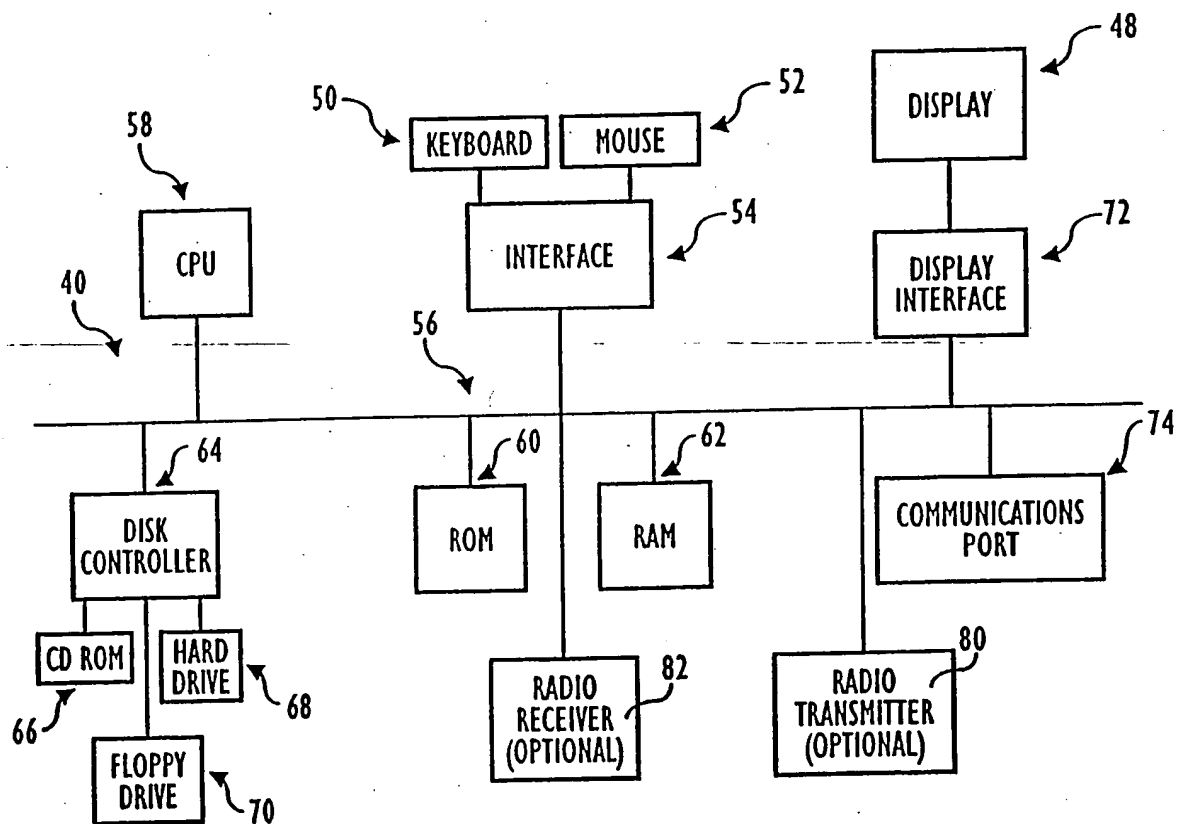 48
DISPLAY
50
52
KEYBOARD
MOUSE
58
CPU
INTERFACE
54
72
DISPLAY
INTERFACE
40
56
64
60
62
74
DISK
CONTROLLER
ROM
RAM
COMMUNICATIONS
PORT
CD ROM
HARD
DRIVE
66
68
FLOPPY
DRIVE
70
RADIO
RECEIVER
(OPTIONAL)
82
RADIO
TRANSMITTER
(OPTIONAL)
80